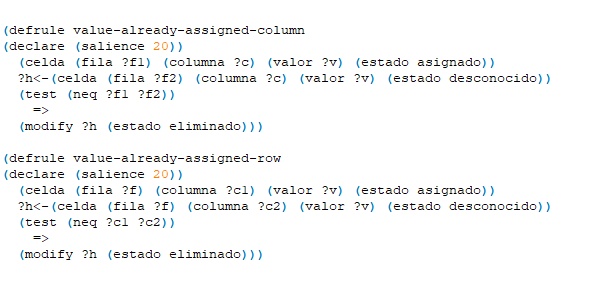 (defrule value-already-assigned-column
(declare (salience 20))
(celda (fila ?f1) (columna ?c) (valor ?v) (estado asignado))
?h<-(celda (fila ?f2) (columna ?c) (valor ?v) (estado desconocido))
(test (neq ?f1 ?f2))
=>
(modify ?h (estado eliminado)))
(defrule value-already-assigned-row
(declare (salience 20))
(celda (fila ?f) (columna ?c1) (valor ?v) (estado asignado))
?h<-(celda (fila ?f) (columna ?c2) (valor ?v) (estado desconocido))
(test (neq ?c1 ?c2))
=>
(modify ?h (estado eliminado)))